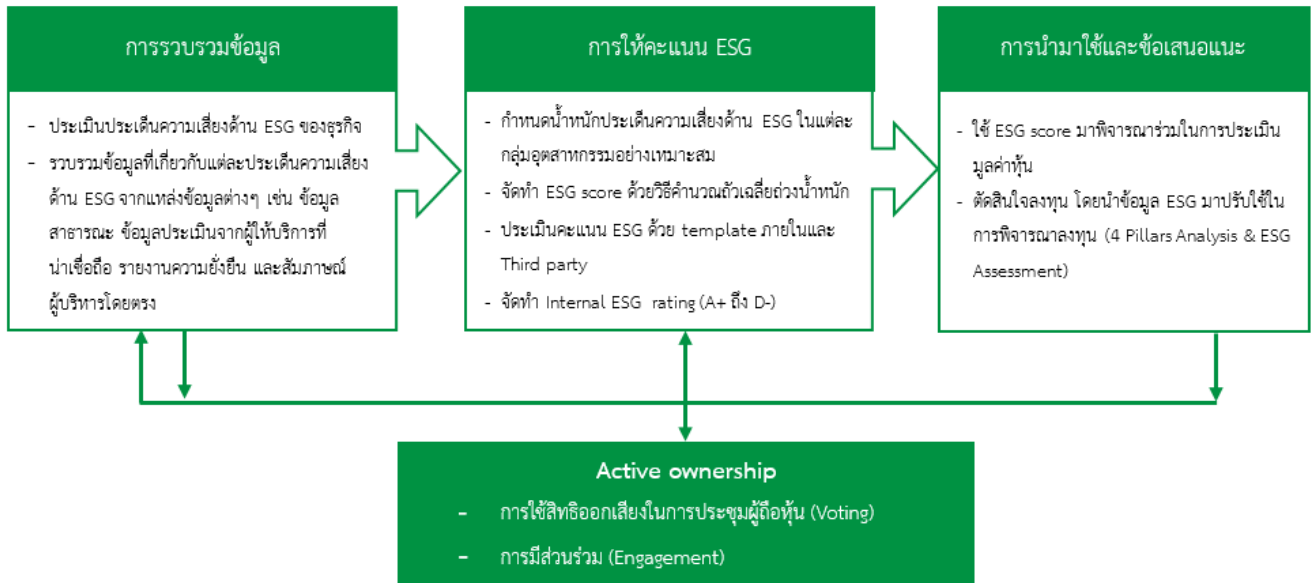 การรวบรวมข้อมูล
- ประเมินประเด็นความเสี่ยงด้าน ESG ของธุรกิจ
- รวบรวมข้อมูลที่เกี่ยวกับแต่ละประเด็นความเสี่ยง
ด้าน ESG จากแหล่งข้อมูลต่างๆ เช่น ข้อมูล
สาธารณะ ข้อมูลประเมินจากผู้ให้บริการที่
น่าเชื่อถือ รายงานความยั่งยืน และสัมภาษณ์
ผู้บริหารโดยตรง
การให้คะแนน ESG
- กำหนดน้ำหนักประเด็นความเสี่ยงด้าน ESG ในแต่ละ
กลุ่มอุตสาหกรรมอย่างเหมาะสม
- จัดทำ ESG score ด้วยวิธีคำนวณถัวเฉลี่ยถ่วงน้ำหนัก
- ประเมินคะแนน ESG ด้วย template ภายในและ
Third party
- จัดทำ Internal ESG rating (A+ ถึง D-)
การนำมาใช้และข้อเสนอแนะ
- ใช้ ESG score มาพิจารณาร่วมในการประเมิน
มูลค่าหุ้น
- ตัดสินใจลงทุน โดยนำข้อมูล ESG มาปรับใช้ใน
การพิจารณาลงทุน (4 Pillars Analysis & ESG
Assessment)
Active ownership
- การใช้สิทธิออกเสียงในการประชุมผู้ถือหุ้น (Voting)
- การมีส่วนร่วม (Engagement)